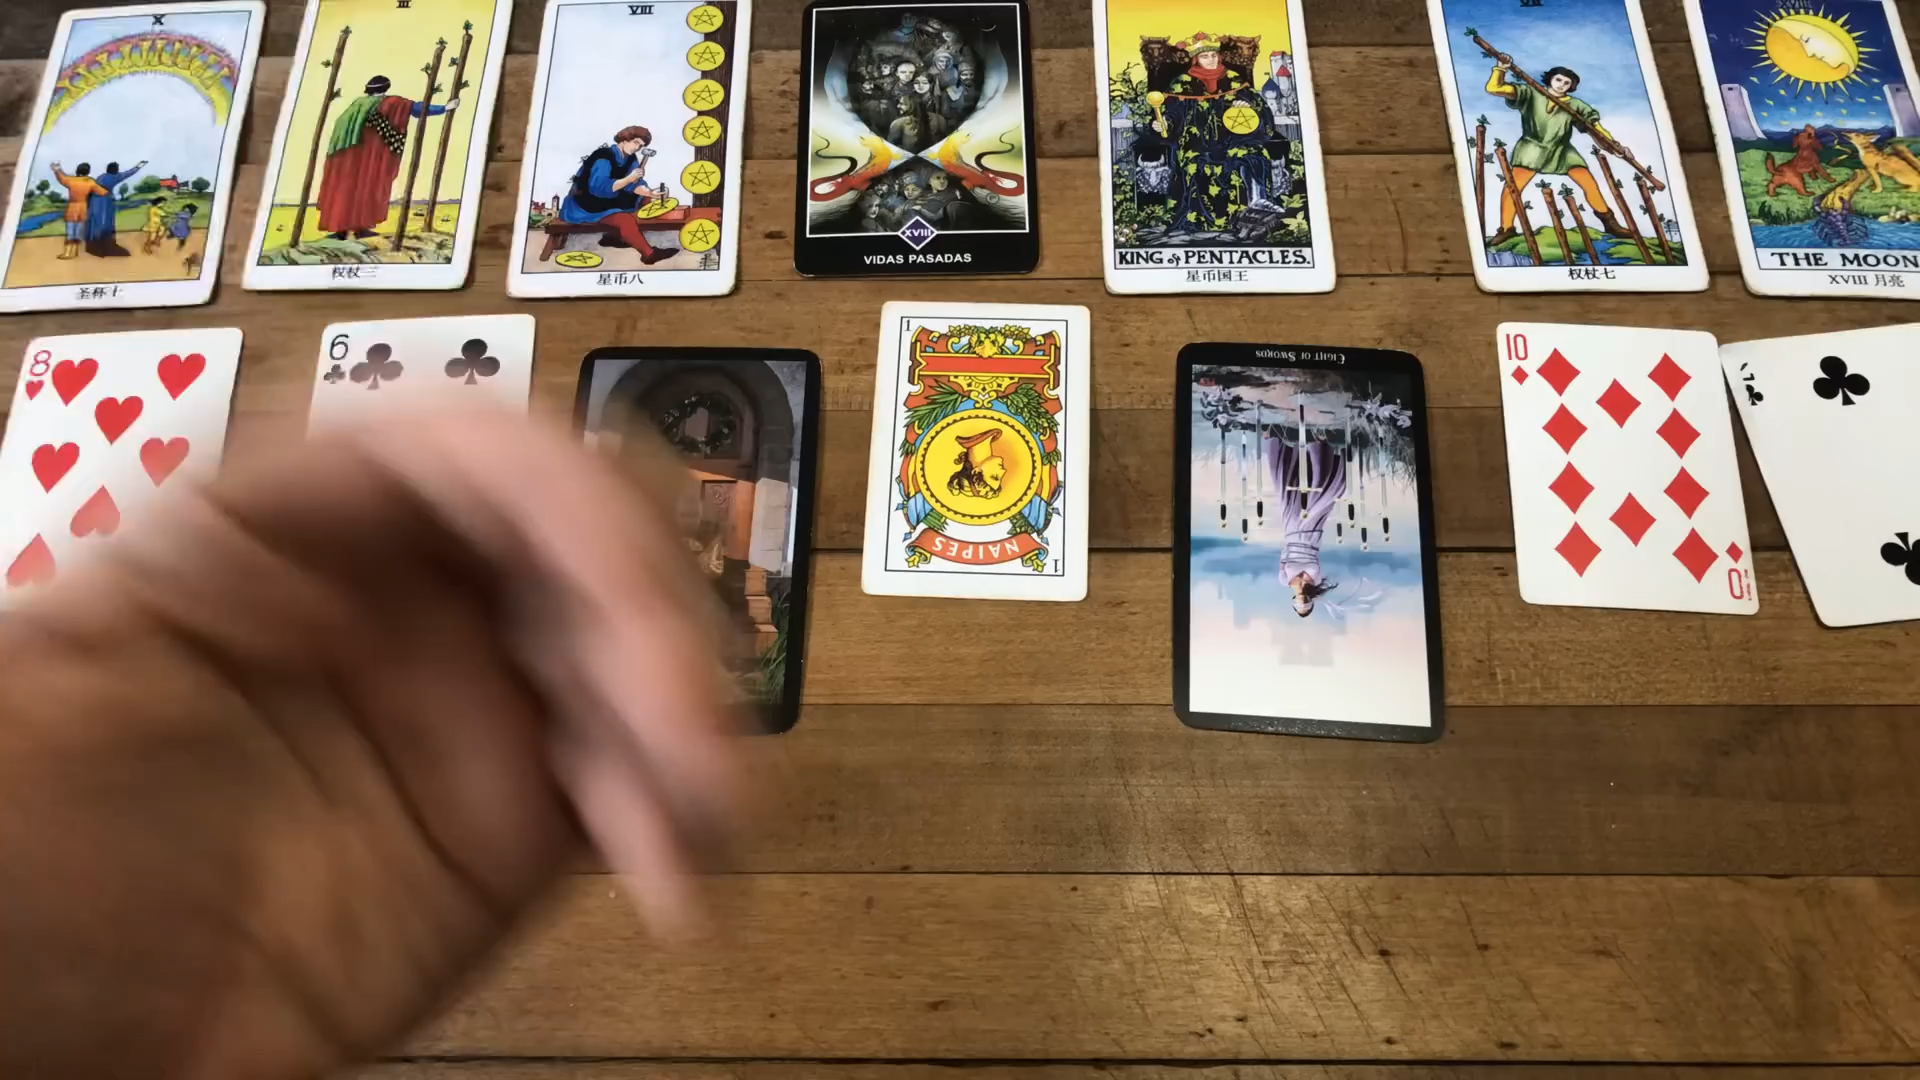 X
圣杯十
III
权杖三
VIII
星币八
XVIII
VIDAS PASADAS
KING of PENTACLES.
星币国王
VII
权杖七
XVIII
THE MOON
XVIII 月亮
8
6
1
NAIPES
1
EIGHT OF SWORDS
10
10